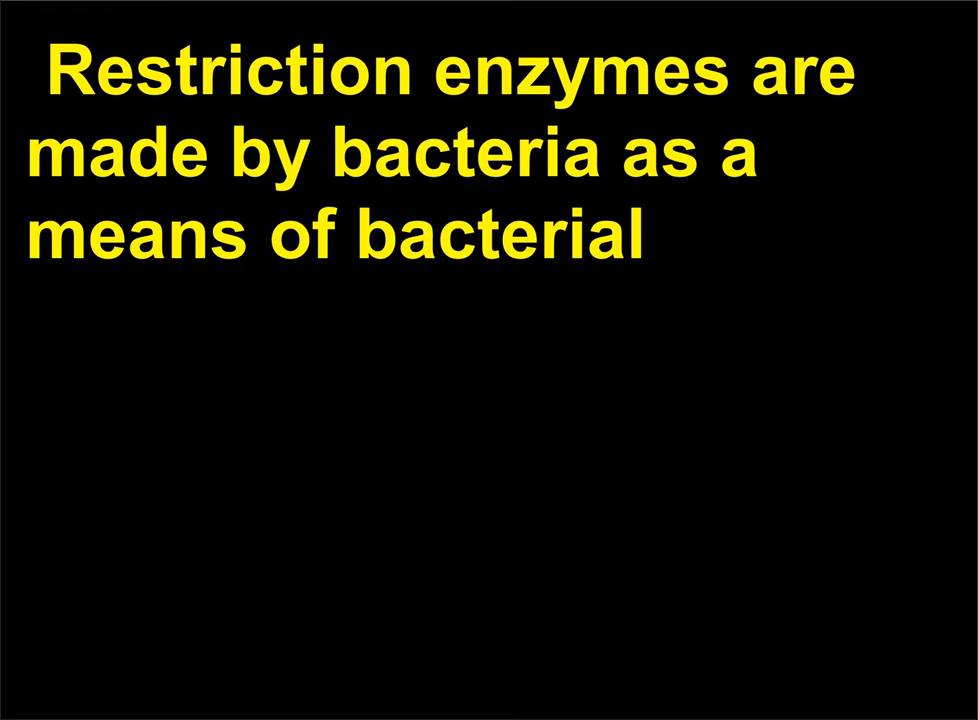 Restriction enzymes are
made by bacteria as a
means of bacterial